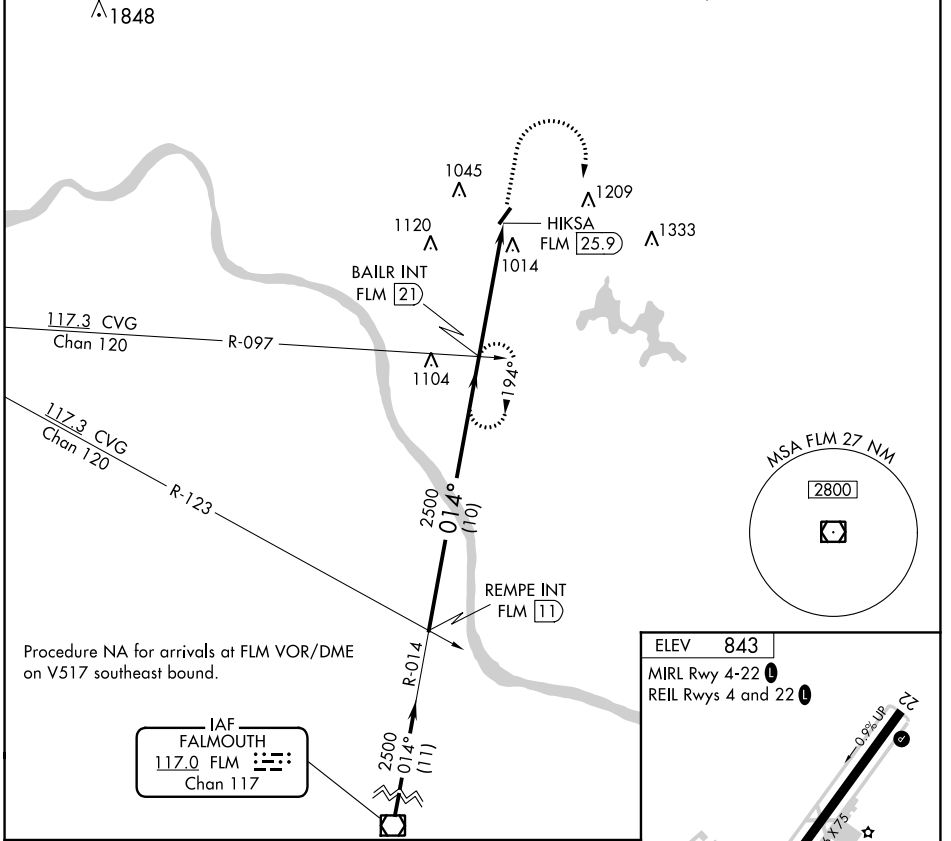 1848
1045
1209
1120
HIKSA
FLM 25.9
1333
1014
BAILR INT
FLM 21
117.3 CVG
Chan 120
R-097
1104
194°
117.3 CVG
Chan 120
R-123
2500
014°
(10)
MSA FLM 27 NM
2800
REMPE INT
FLM 11
Procedure NA for arrivals at FLM VOR/DME
on V517 southeast bound.
R-014
IAF
FALMOUTH
117.0 FLM
Chan 117
2500
014°
(11)
ELEV 843
MIRL Rwy 4-22 L
REIL Rwys 4 and 22 L
22
0.9% UP
P
X 75